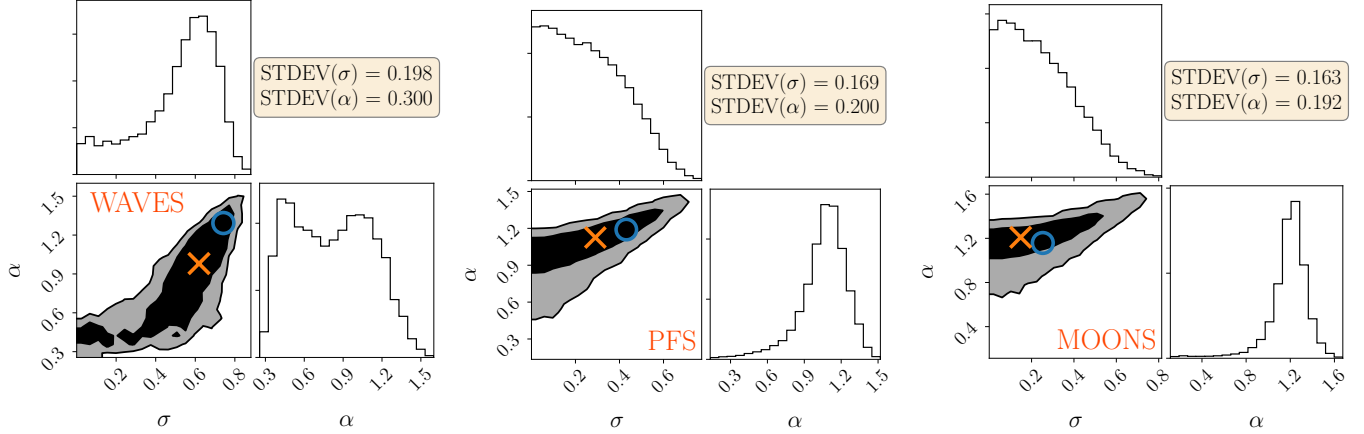 STDEV(σ) = 0.198
STDEV(α) = 0.300
STDEV(σ) = 0.169
STDEV(α) = 0.200
STDEV(σ) = 0.163
STDEV(α) = 0.192
WAVES
1.5
1.2
0.9
0.6
0.3
α
0.2 0.4 0.6 0.8
σ
0.3 0.6 0.9 1.2 1.5
α
PFS
1.5
1.2
0.9
0.6
0.3
α
0.2 0.4 0.6
σ
0.3 0.6 0.9 1.2 1.5
α
MOONS
1.6
1.2
0.8
0.4
α
0.2 0.4 0.6 0.8
σ
0.4 0.8 1.2 1.6
α